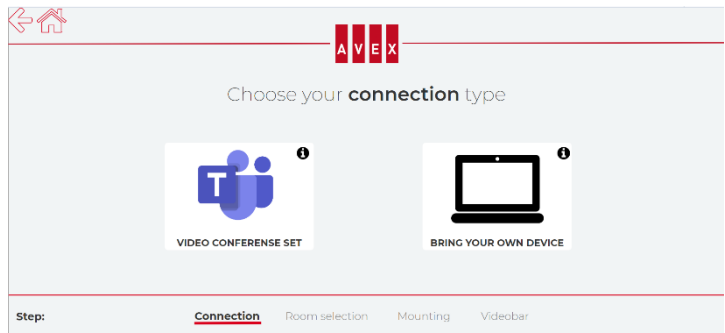 AVEX
Choose your connection type
T
VIDEO CONFERENSE SET
BRING YOUR OWN DEVICE
Step: Connection Room selection Mounting Videobar